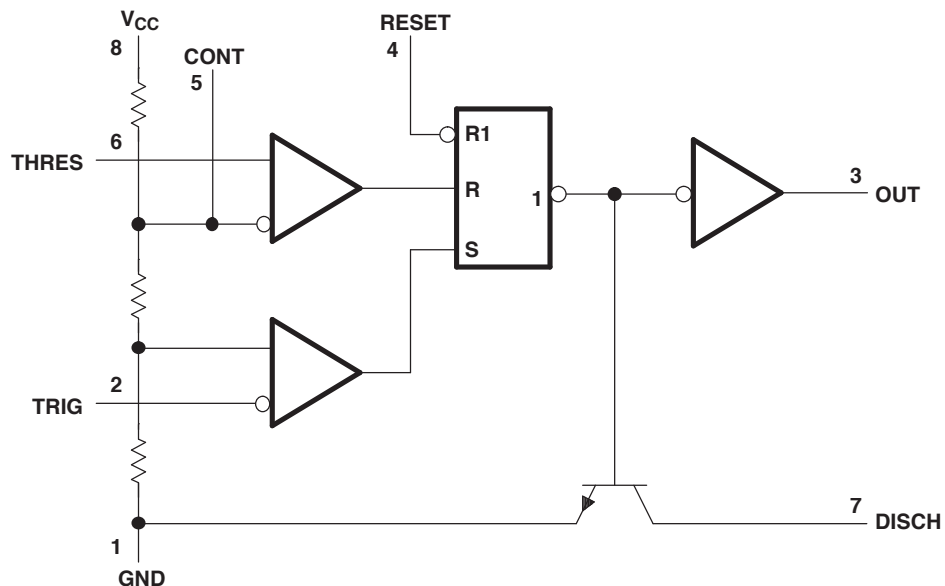 VCC
8
CONT
5
RESET
4
6
THRES
R1
R
1
S
3
OUT
2
TRIG
7
DISCH
1
GND